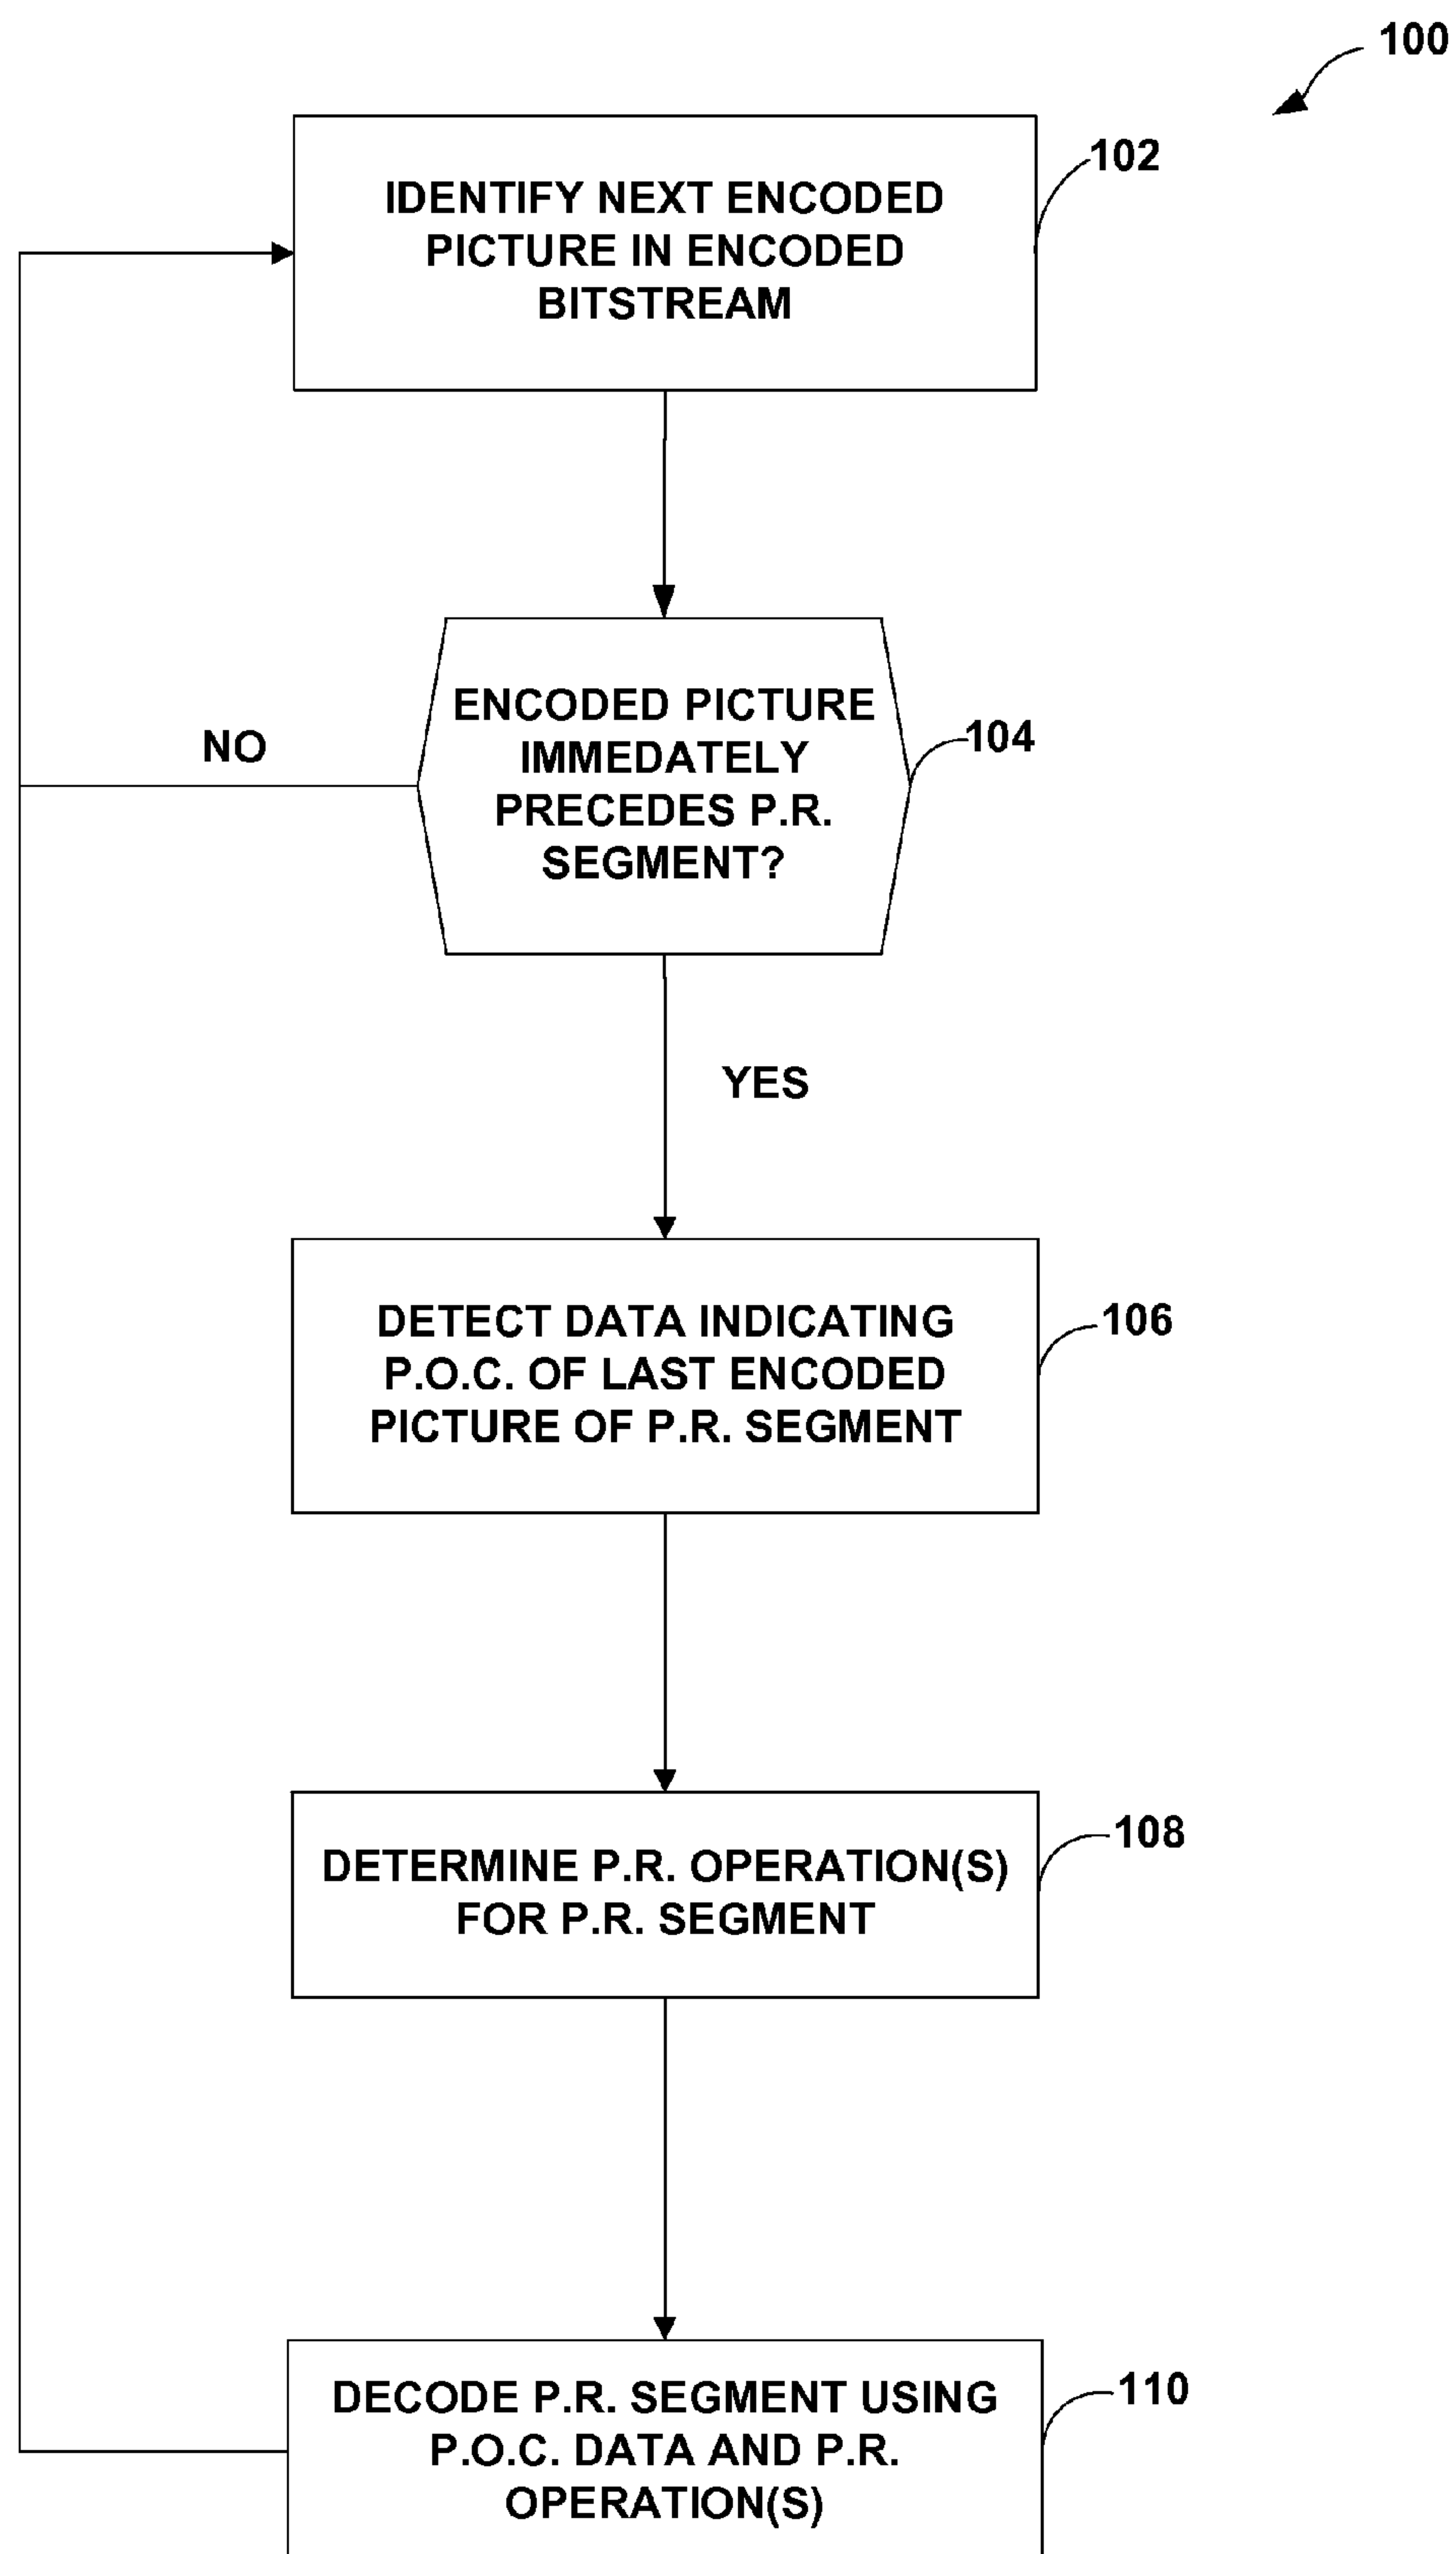 100
IDENTIFY NEXT ENCODED
PICTURE IN ENCODED
BITSTREAM
102
ENCODED PICTURE
IMMEDATELY
PRECEDES P.R.
SEGMENT?
104
NO
YES
DETECT DATA INDICATING
P.O.C. OF LAST ENCODED
PICTURE OF P.R. SEGMENT
106
DETERMINE P.R. OPERATION(S)
FOR P.R. SEGMENT
108
DECODE P.R. SEGMENT USING
P.O.C. DATA AND P.R.
OPERATION(S)
110